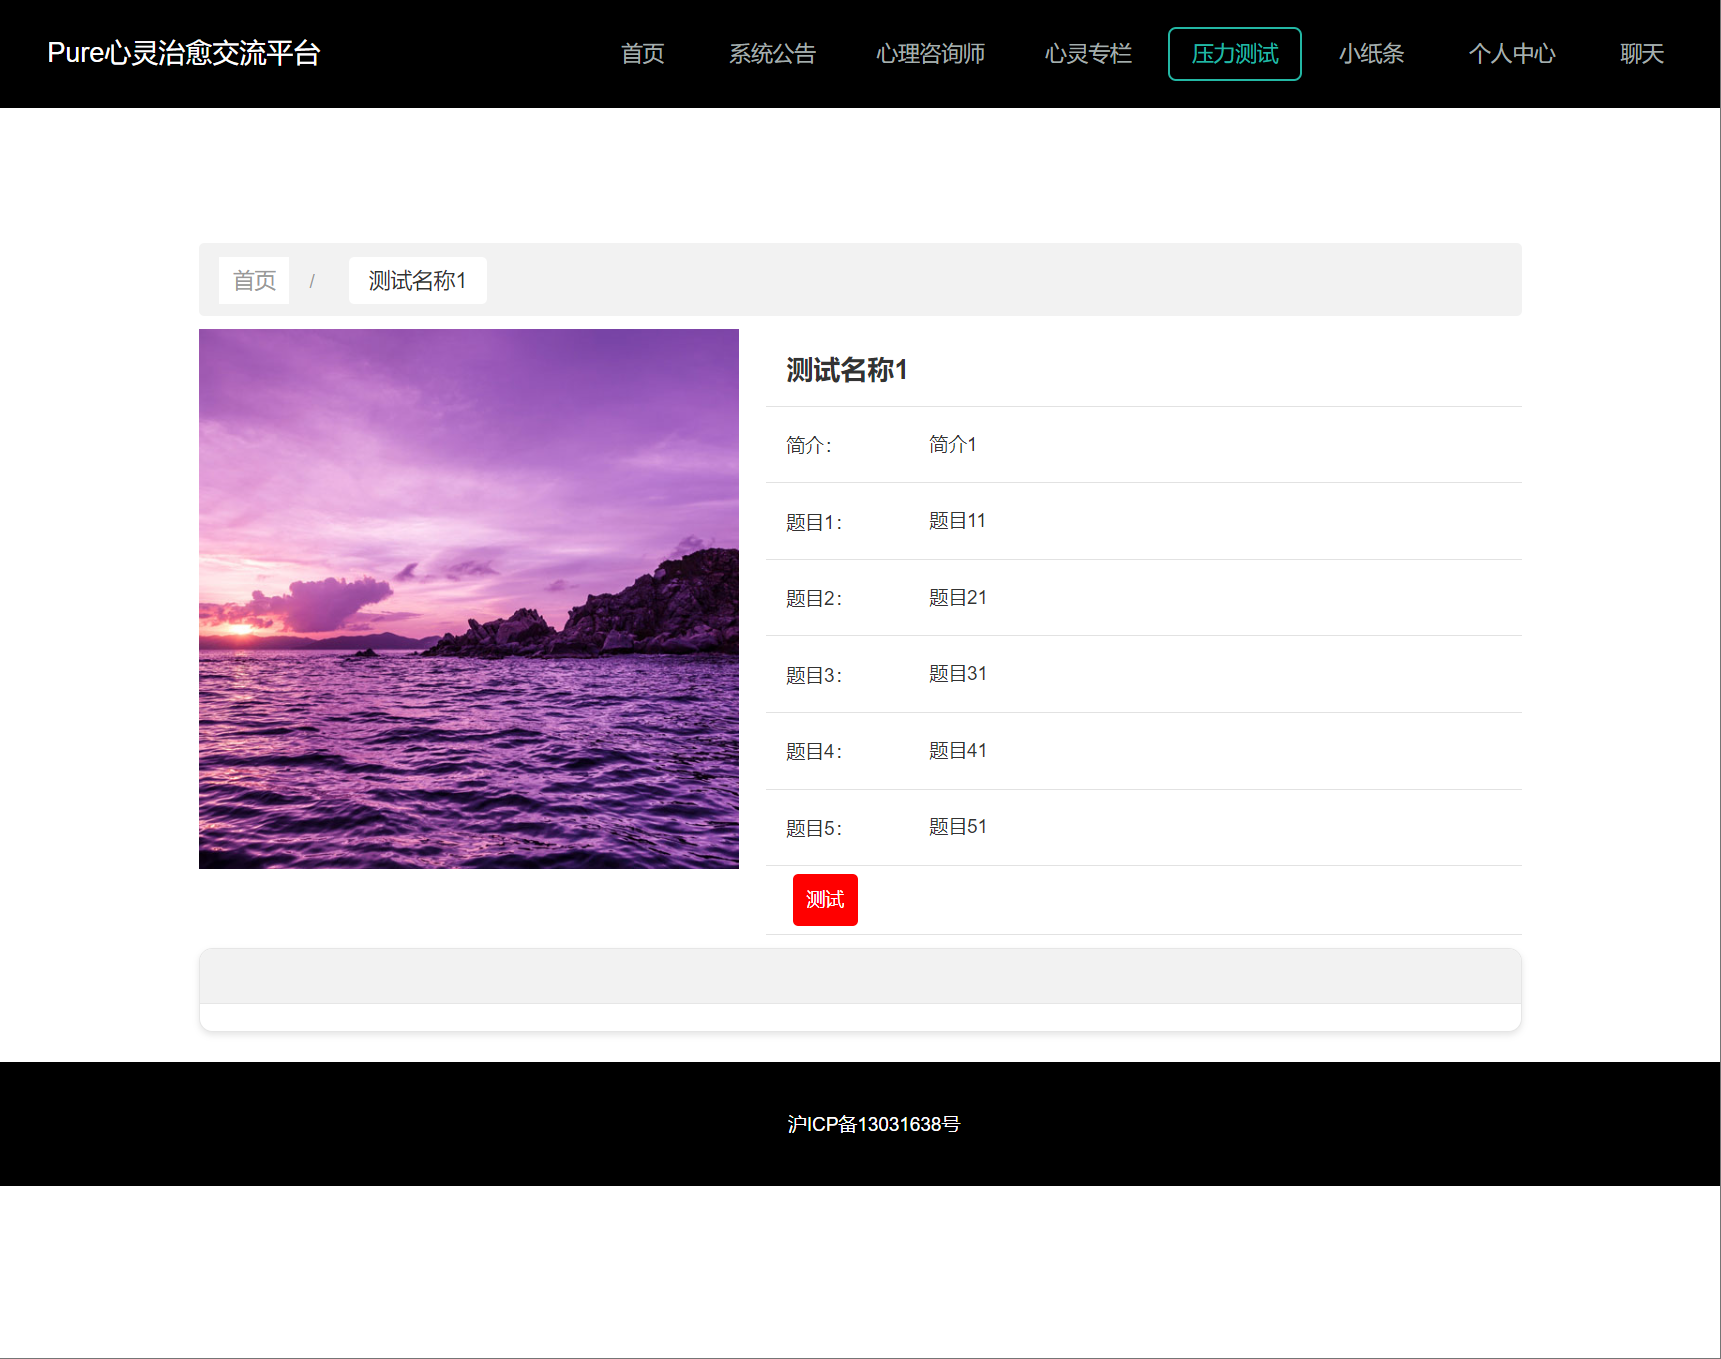 Pure心灵治愈交流平台 首页 系统公告 心理咨询师 心灵专栏 压力测试 小纸条 个人中心 聊天
首页 / 测试名称1
测试名称1
简介： 简介1
题目1： 题目11
题目2： 题目21
题目3： 题目31
题目4： 题目41
题目5： 题目51
测试
沪ICP备13031638号